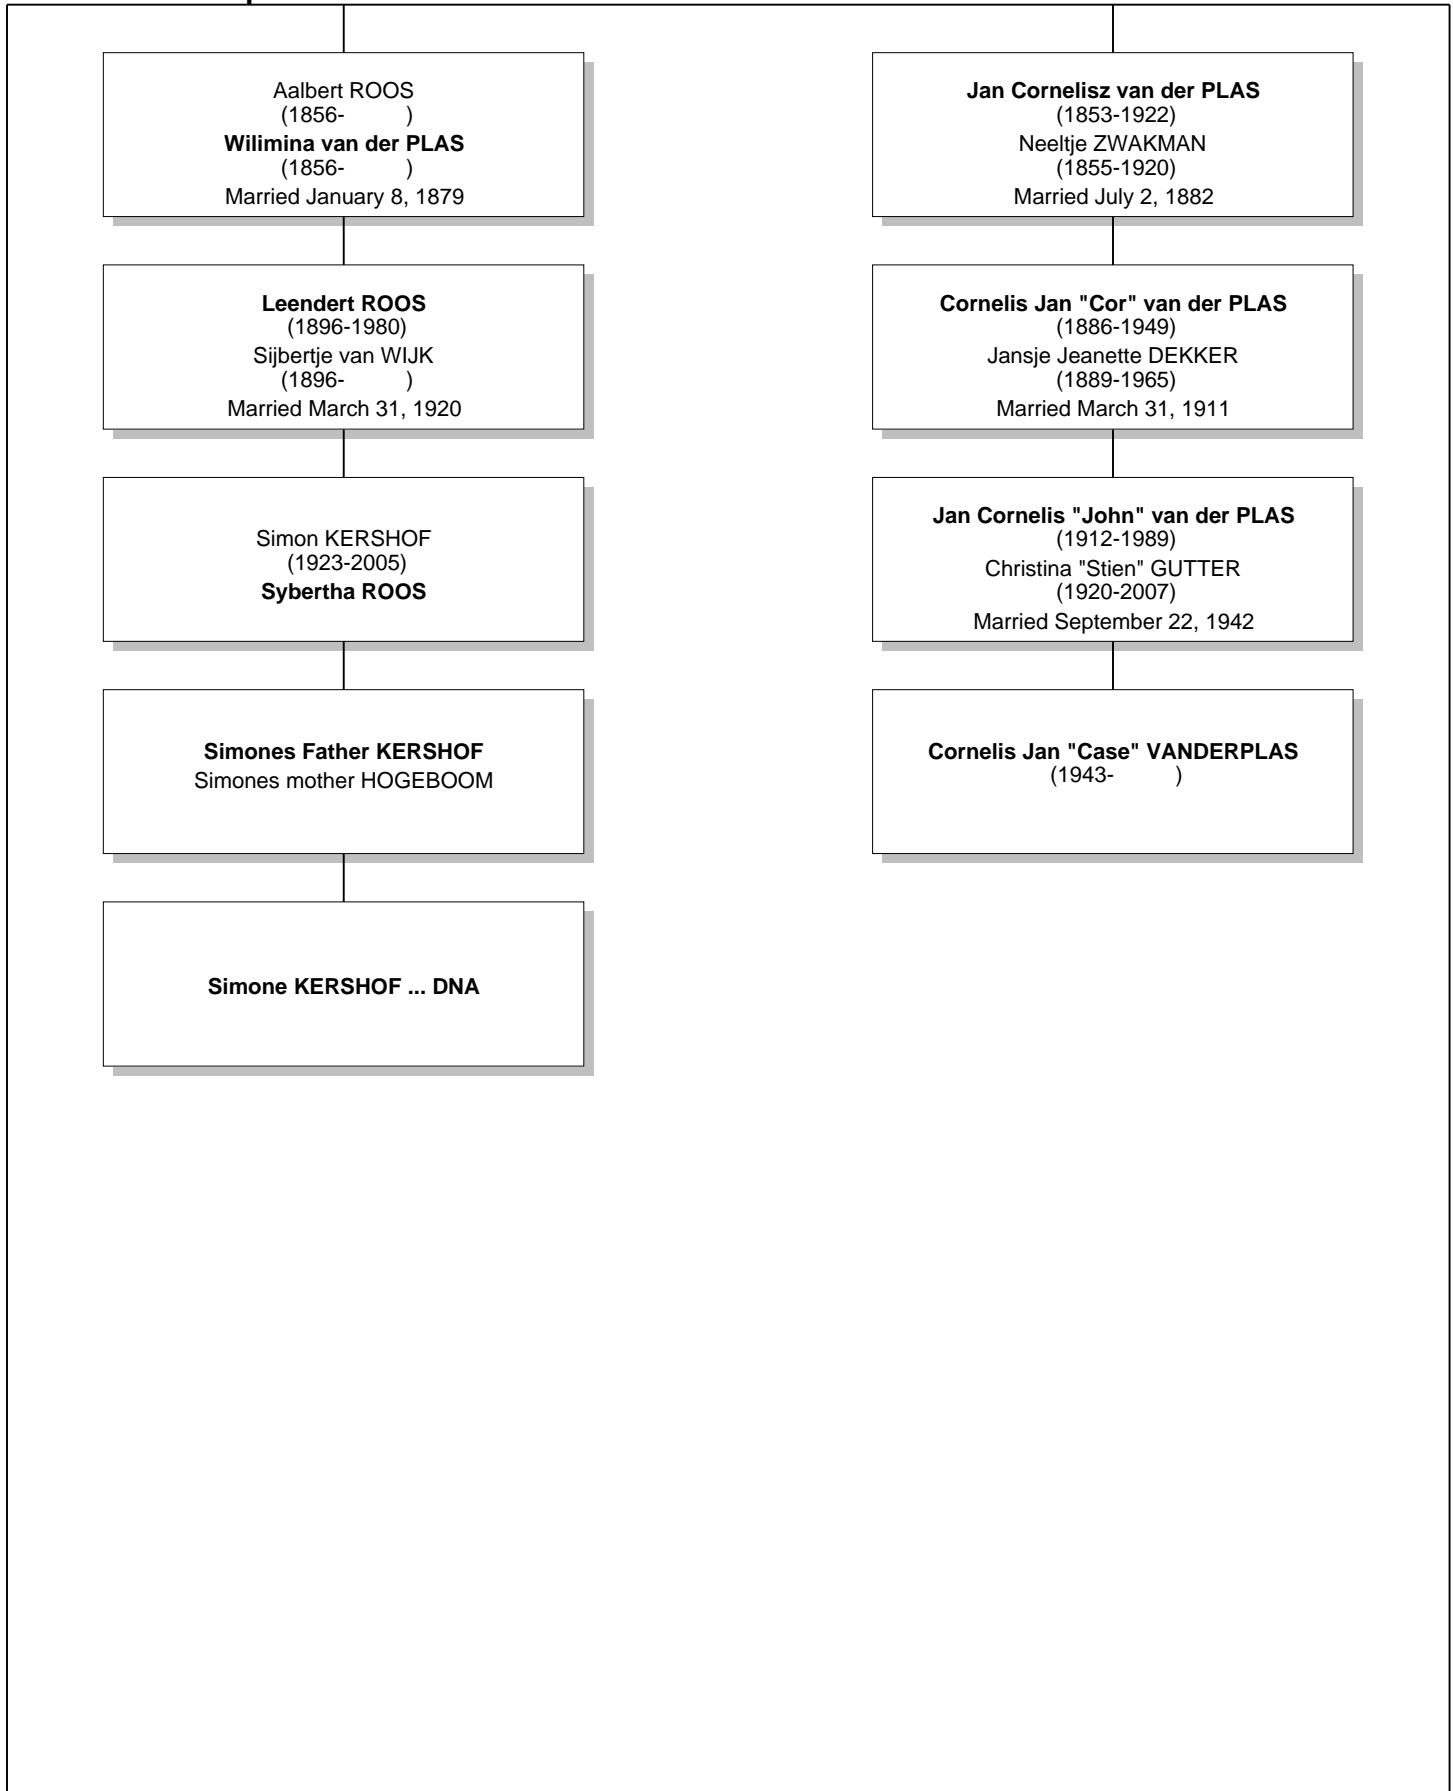 Aalbert ROOS
(1856- )
Wilimina van der PLAS
(1856- )
Married January 8, 1879
Leendert ROOS
(1896-1980)
Sijbertje van WIJK
(1896- )
Married March 31, 1920
Simon KERSHOF
(1923-2005)
Sybertha ROOS
Simones Father KERSHOF
Simones mother HOGEBOOM
Simone KERSHOF ... DNA
Jan Cornelisz van der PLAS
(1853-1922)
Neeltje ZWAKMAN
(1855-1920)
Married July 2, 1882
Cornelis Jan "Cor" van der PLAS
(1886-1949)
Jansje Jeanette DEKKER
(1889-1965)
Married March 31, 1911
Jan Cornelis "John" van der PLAS
(1912-1989)
Christina "Stien" GUTTER
(1920-2007)
Married September 22, 1942
Cornelis Jan "Case" VANDERPLAS
(1943- )